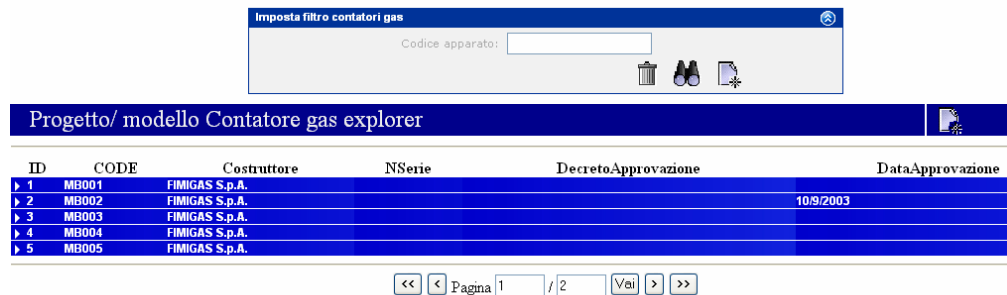 Imposta filtro contatori gas
Codice apparato:
Progetto/ modello Contatore gas explorer
ID CODE Costruttore NSerie DecretoApprovazione DataApprovazione
1 MB001 FIMIGAS S.p.A.
2 MB002 FIMIGAS S.p.A. 10/9/2003
3 MB003 FIMIGAS S.p.A.
4 MB004 FIMIGAS S.p.A.
5 MB005 FIMIGAS S.p.A.
<< < Pagina 1 / 2 Vai > >>